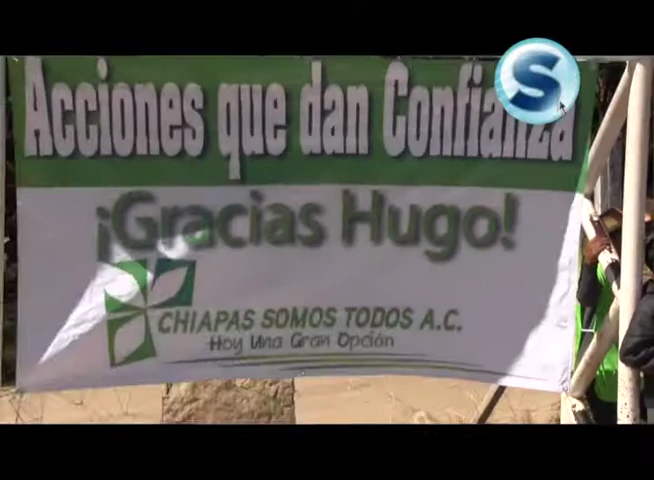 S
Acciones que dan Confianza
¡Gracias Hugo!
CHIAPAS SOMOS TODOS A.C.
Hoy Una Gran Opción